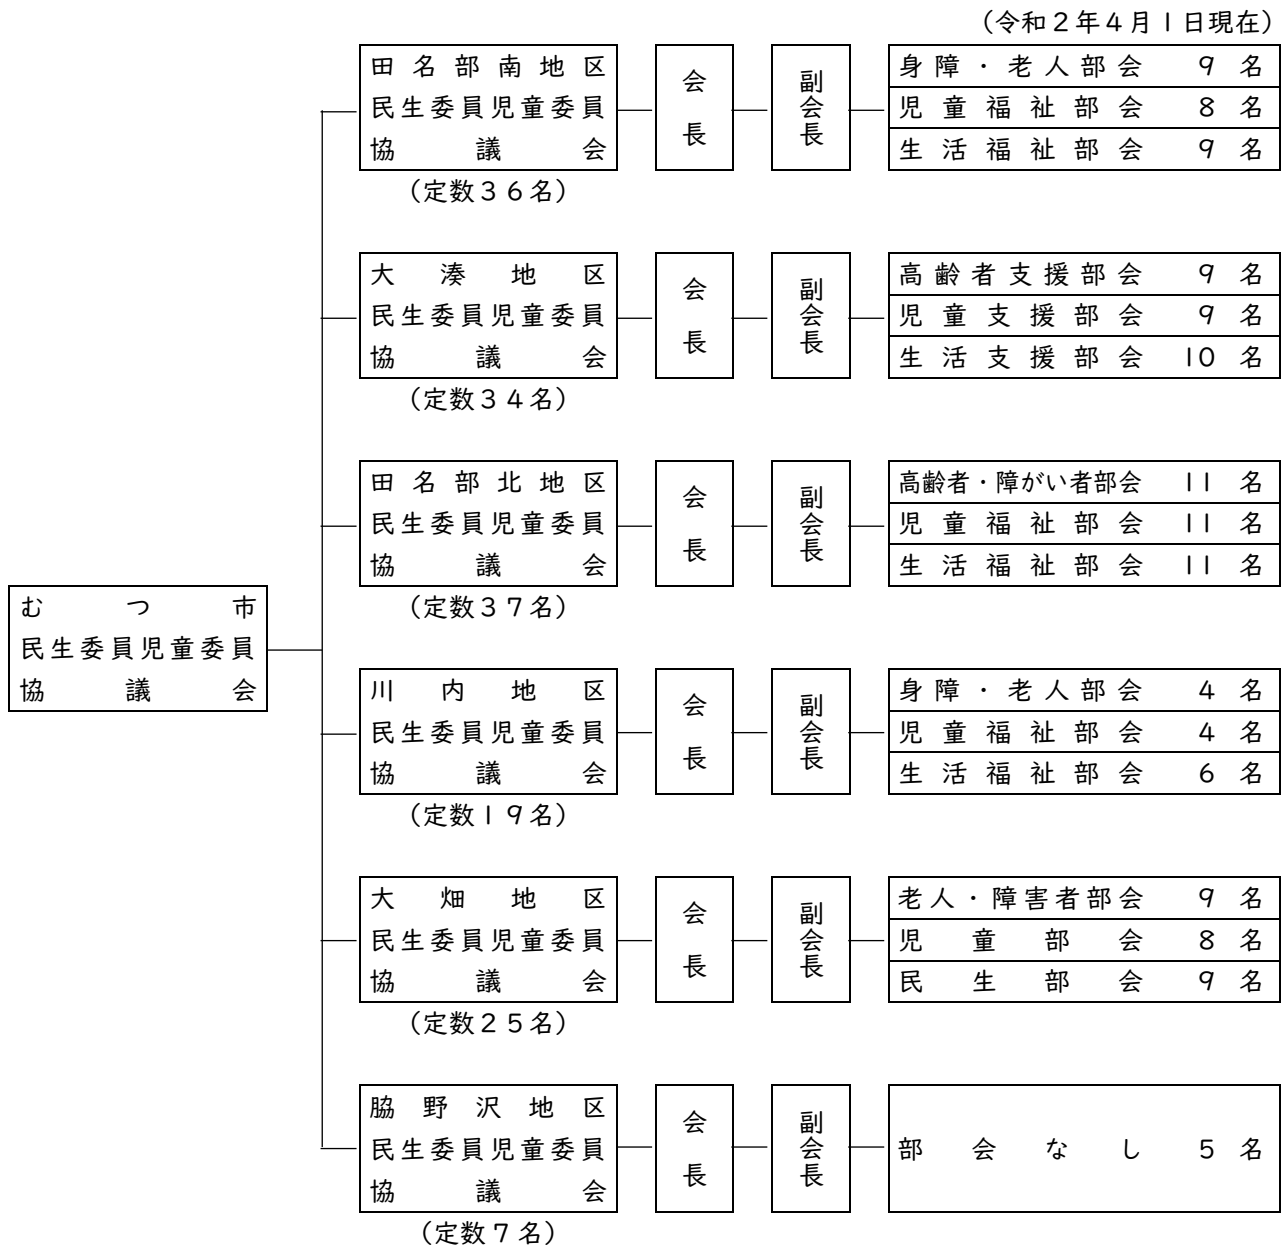 （令和２年４月１日現在）
田名部南地区
民生委員児童委員
協議会
（定数３６名）
会長
副会長
身障・老人部会 ９名
児童福祉部会 ８名
生活福祉部会 ９名
大湊地区
民生委員児童委員
協議会
（定数３４名）
会長
副会長
高齢者支援部会 ９名
児童支援部会 ９名
生活支援部会 １０名
田名部北地区
民生委員児童委員
協議会
（定数３７名）
会長
副会長
高齢者・障がい者部会 １１名
児童福祉部会 １１名
生活福祉部会 １１名
むつ市
民生委員児童委員
協議会
川内地区
民生委員児童委員
協議会
（定数１９名）
会長
副会長
身障・老人部会 ４名
児童福祉部会 ４名
生活福祉部会 ６名
大畑地区
民生委員児童委員
協議会
（定数２５名）
会長
副会長
老人・障害者部会 ９名
児童部会 ８名
民生部会 ９名
脇野沢地区
民生委員児童委員
協議会
（定数７名）
会長
副会長
部会なし ５名